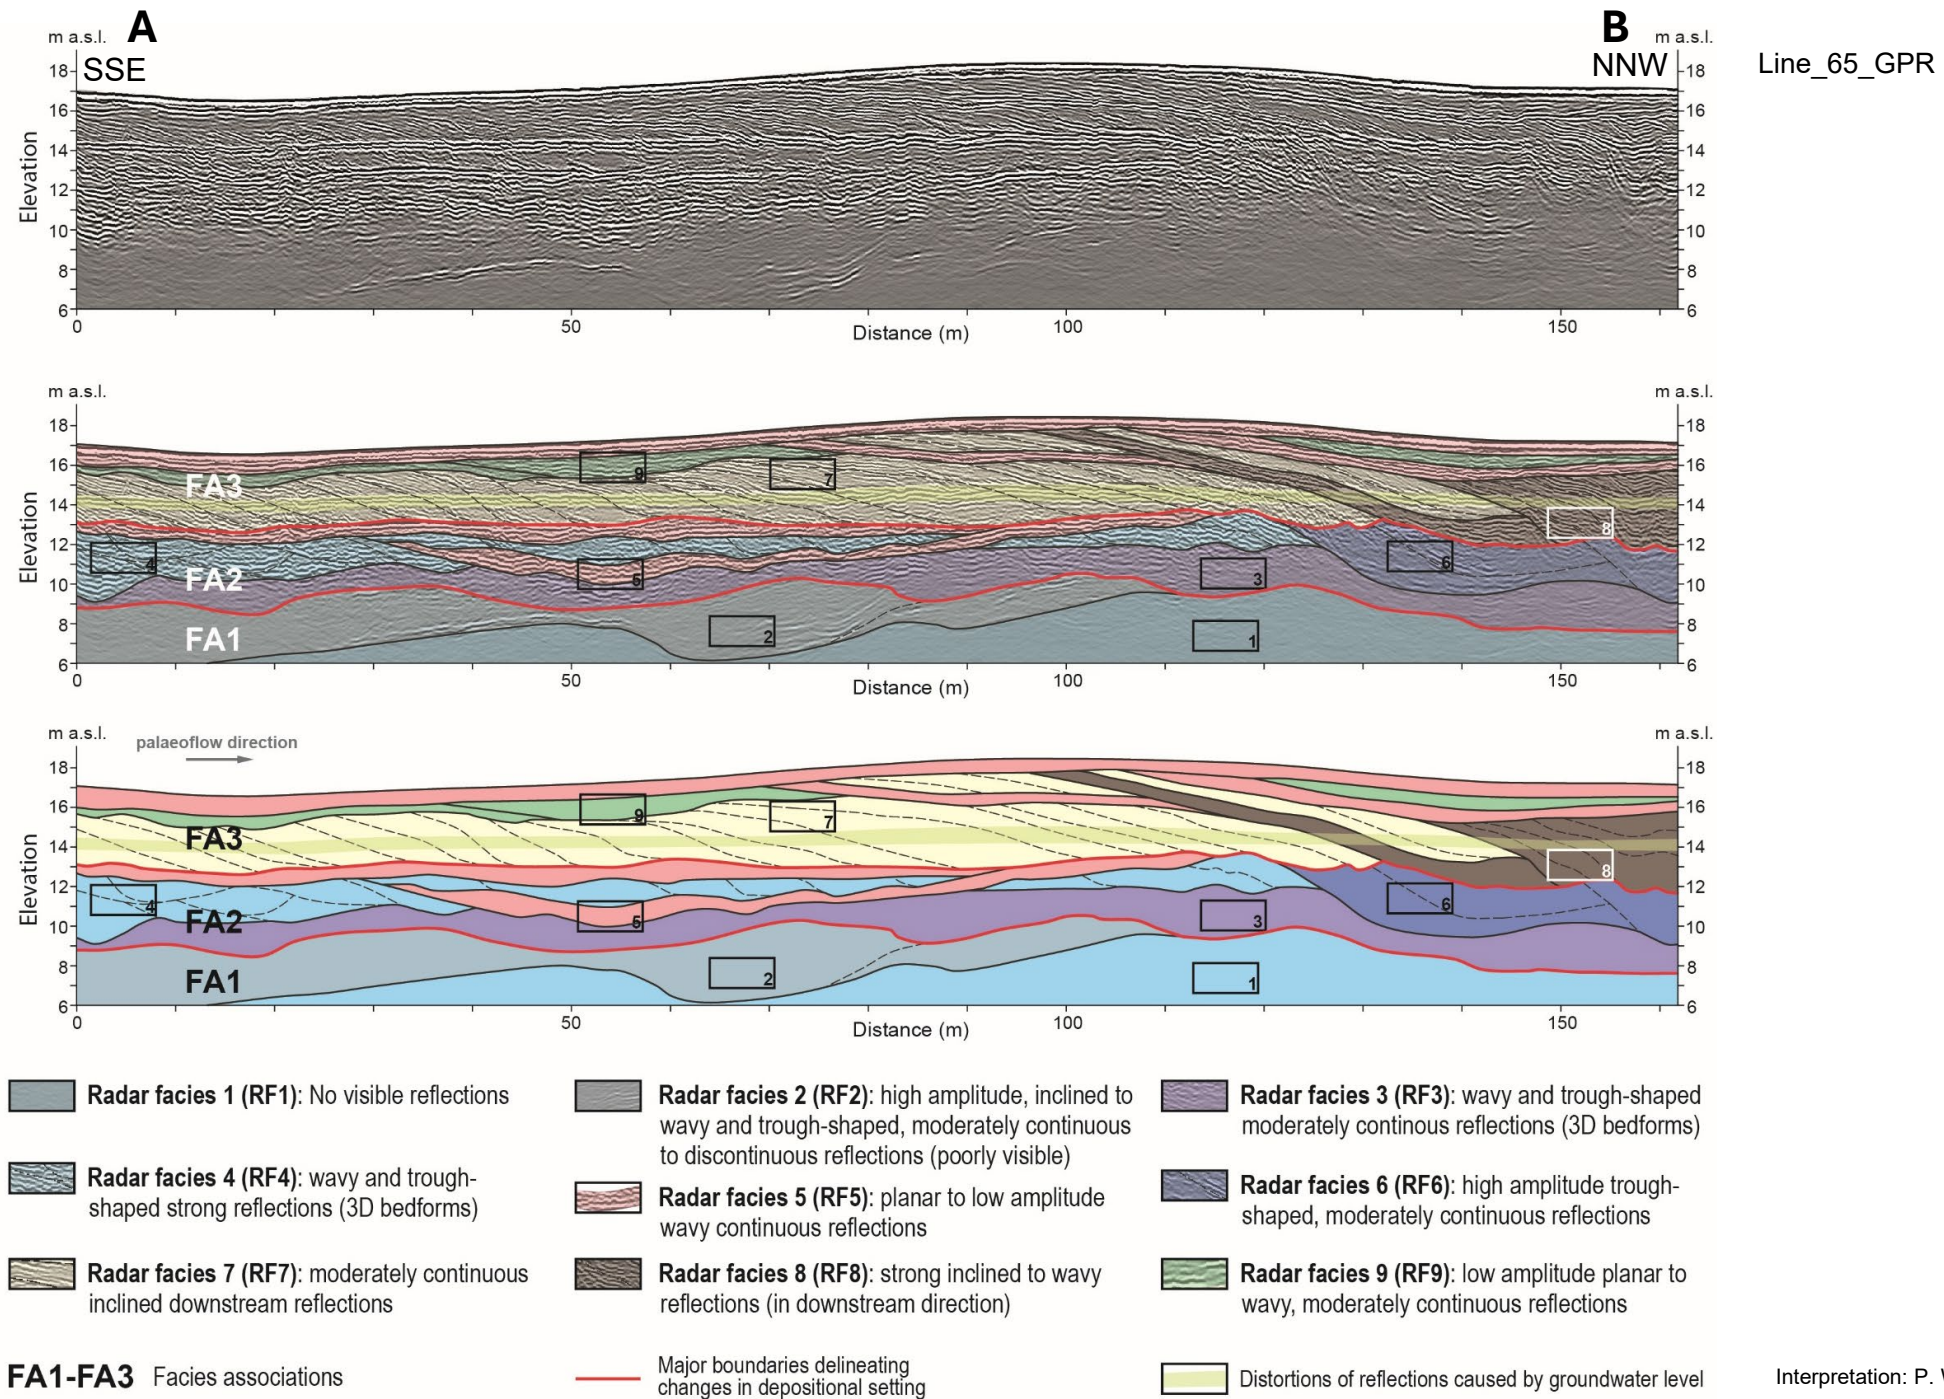 A
B
m a.s.l.
m a.s.l.
SSE
NNW
Line_65_GPR
18
16
14
12
10
8
6
Elevation
18
16
14
12
10
8
6
0
50
100
150
Distance (m)
m a.s.l.
m a.s.l.
18
16
14
12
10
8
6
Elevation
18
16
14
12
10
8
6
FA3
FA2
FA1
9
7
8
4
5
3
6
2
1
0
50
100
150
Distance (m)
m a.s.l.
palaeoflow direction
m a.s.l.
18
16
14
12
10
8
6
Elevation
18
16
14
12
10
8
6
FA3
FA2
FA1
9
7
8
4
5
3
6
2
1
0
50
100
150
Distance (m)
Radar facies 1 (RF1): No visible reflections
Radar facies 2 (RF2): high amplitude, inclined to
wavy and trough-shaped, moderately continuous
to discontinuous reflections (poorly visible)
Radar facies 3 (RF3): wavy and trough-shaped
moderately continous reflections (3D bedforms)
Radar facies 4 (RF4): wavy and trough-
shaped strong reflections (3D bedforms)
Radar facies 5 (RF5): planar to low amplitude
wavy continuous reflections
Radar facies 6 (RF6): high amplitude trough-
shaped, moderately continuous reflections
Radar facies 7 (RF7): moderately continuous
inclined downstream reflections
Radar facies 8 (RF8): strong inclined to wavy
reflections (in downstream direction)
Radar facies 9 (RF9): low amplitude planar to
wavy, moderately continuous reflections
FA1-FA3 Facies associations
Major boundaries delineating
changes in depositional setting
Distortions of reflections caused by groundwater level
Interpretation: P.